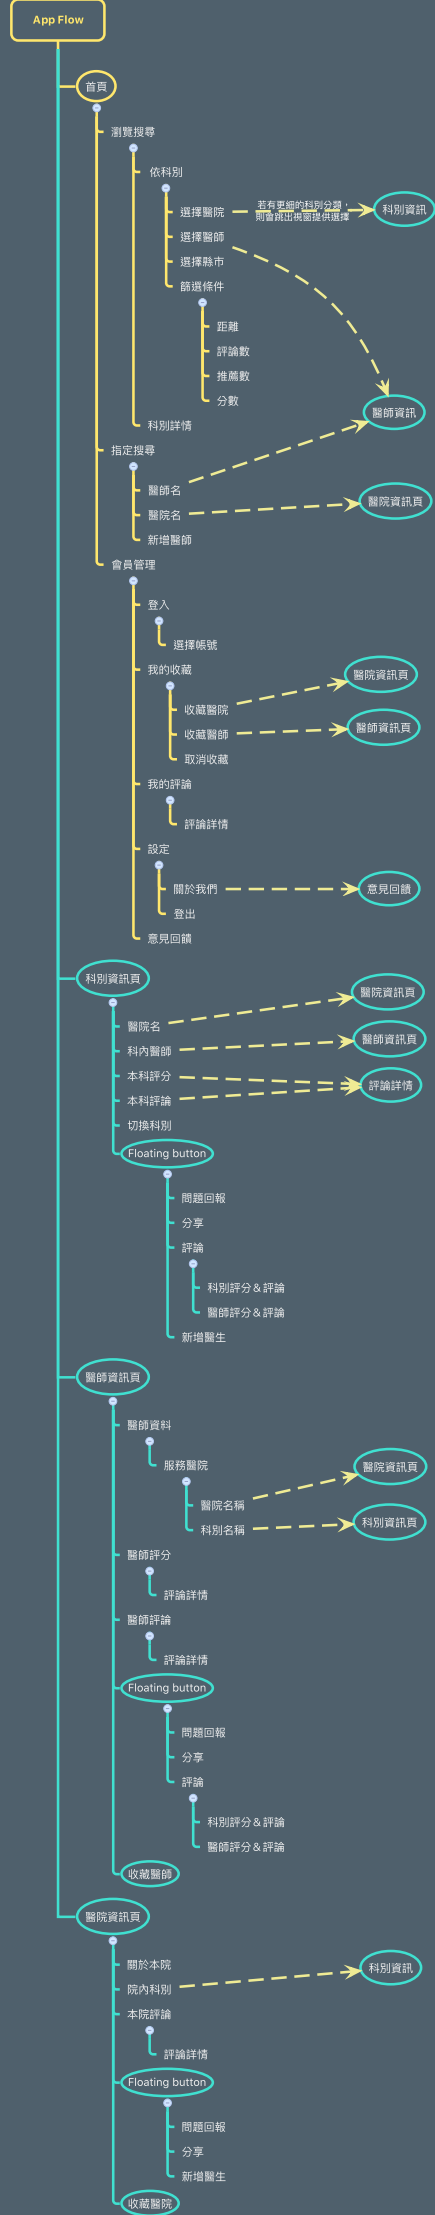 App Flow
首頁
瀏覽搜尋
依科別
選擇醫院
若有更細的科別分類，
則會跳出視窗提供選擇
科別資訊
選擇醫師
選擇縣市
篩選條件
距離
評論數
推薦數
分數
醫師資訊
科別詳情
指定搜尋
醫師名
醫院名
醫院資訊頁
新增醫師
會員管理
登入
選擇帳號
我的收藏
收藏醫院
醫院資訊頁
收藏醫師
醫師資訊頁
取消收藏
我的評論
評論詳情
設定
關於我們
意見回饋
登出
意見回饋
科別資訊頁
醫院名
醫院資訊頁
科內醫師
醫師資訊頁
本科評分
評論詳情
本科評論
切換科別
Floating button
問題回報
分享
評論
科別評分＆評論
醫師評分＆評論
新增醫生
醫師資訊頁
醫師資料
服務醫院
醫院名稱
醫院資訊頁
科別名稱
科別資訊頁
醫師評分
評論詳情
醫師評論
評論詳情
Floating button
問題回報
分享
評論
科別評分＆評論
醫師評分＆評論
收藏醫師
醫院資訊頁
關於本院
院內科別
科別資訊
本院評論
評論詳情
Floating button
問題回報
分享
新增醫生
收藏醫院